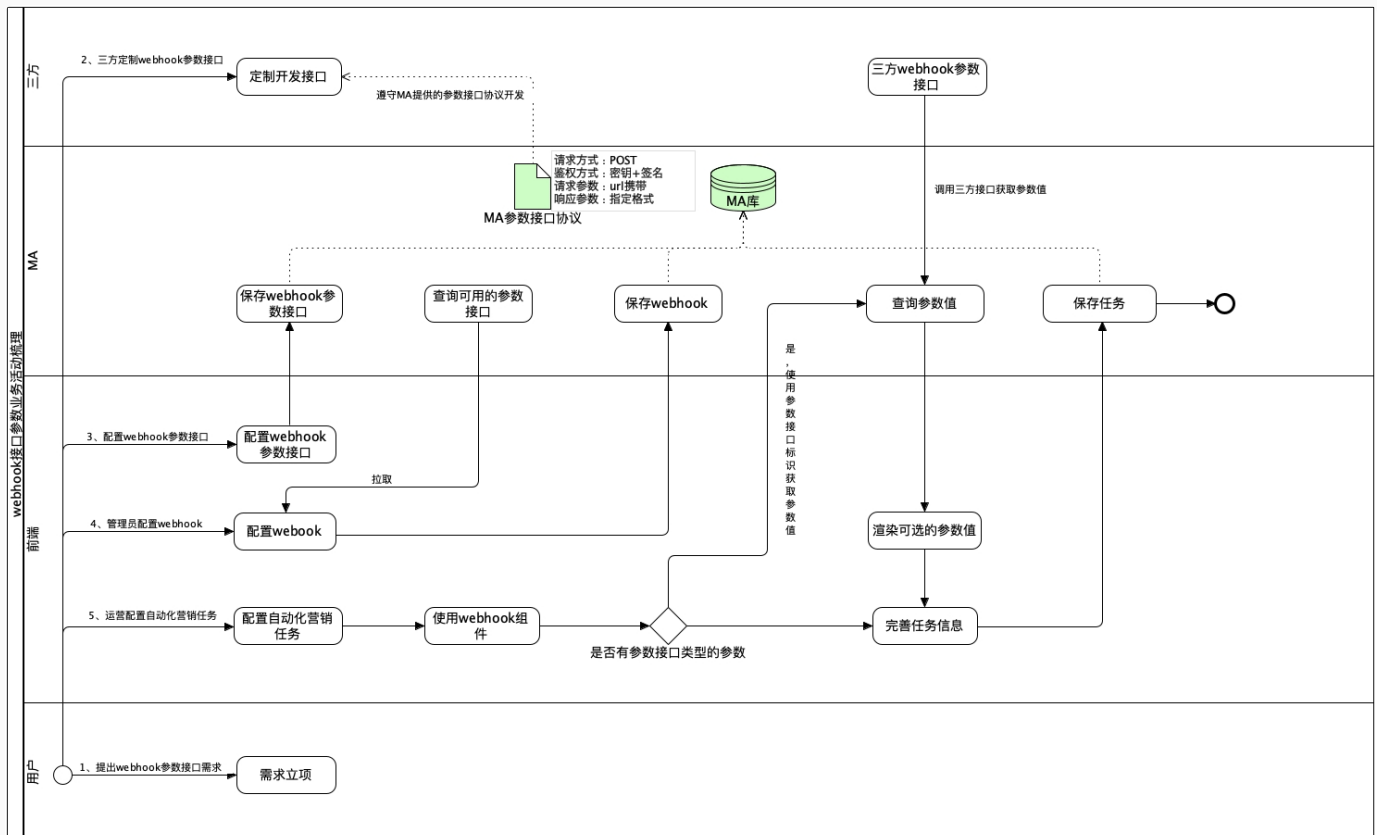 webhook接口参数业务活动梳理
三方
2、三方定制webhook参数接口
定制开发接口
遵守MA提供的参数接口协议开发
三方webhook参数
接口
MA
请求方式：POST
鉴权方式：密钥+签名
请求参数：url携带
响应参数：指定格式
MA参数接口协议
MA库
调用三方接口获取参数值
保存webhook参
数接口
查询可用的参数
接口
保存webhook
查询参数值
保存任务
是
，
使
用
参
数
接
口
标
识
获
取
参
数
值
前端
3、配置webhook参数接口
配置webhook
参数接口
拉取
4、管理员配置webhook
配置webook
渲染可选的参数值
5、运营配置自动化营销任务
配置自动化营销
任务
使用webhook组
件
是否有参数接口类型的参数
完善任务信息
用户
1、提出webhook参数接口需求
需求立项